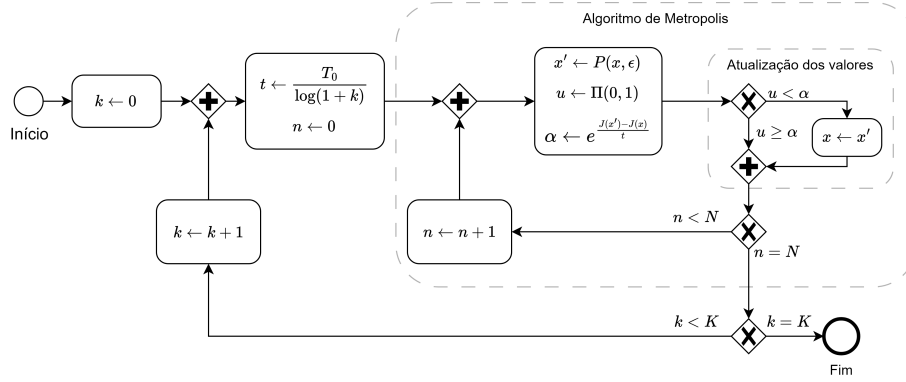 Algoritmo de Metropolis
Início
k ← 0
t ← T₀ / log(1 + k)
n ← 0
x′ ← P(x, ϵ)
u ← Π(0, 1)
α ← e^((J(x′)−J(x))/t)
Atualização dos valores
u < α
u ≥ α
x ← x′
k ← k + 1
n ← n + 1
n < N
n = N
k < K
k = K
Fim